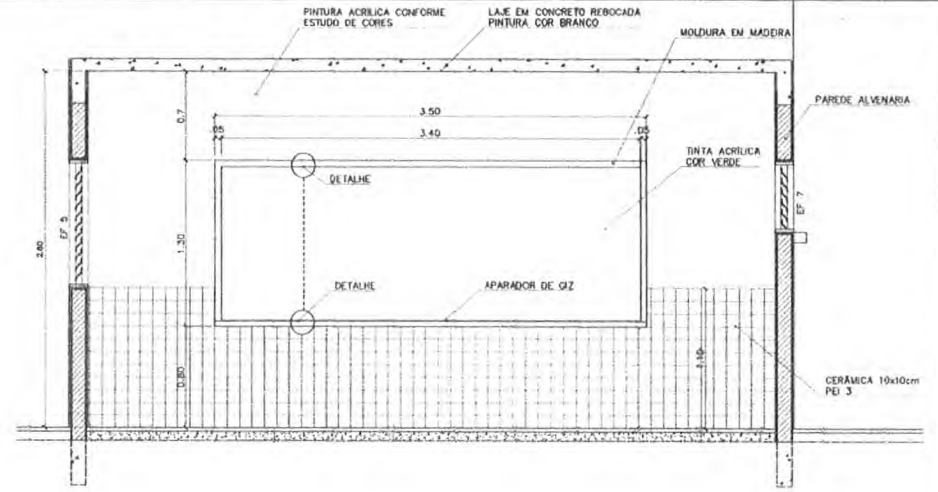 PINTURA ACRILICA CONFORME
ESTUDO DE CORES
LAJE EM CONCRETO REBOCADA
PINTURA COR BRANCO
MOLDURA EM MADEIRA
PAREDE ALVENARIA
3.50
.05
3.40
.05
0.7
TINTA ACRILICA
COR VERDE
DETALHE
EF 5
EF 7
2.80
1.30
DETALHE
APARADOR DE GIZ
0.80
1.10
CERÂMICA 10x10cm
PEI 3